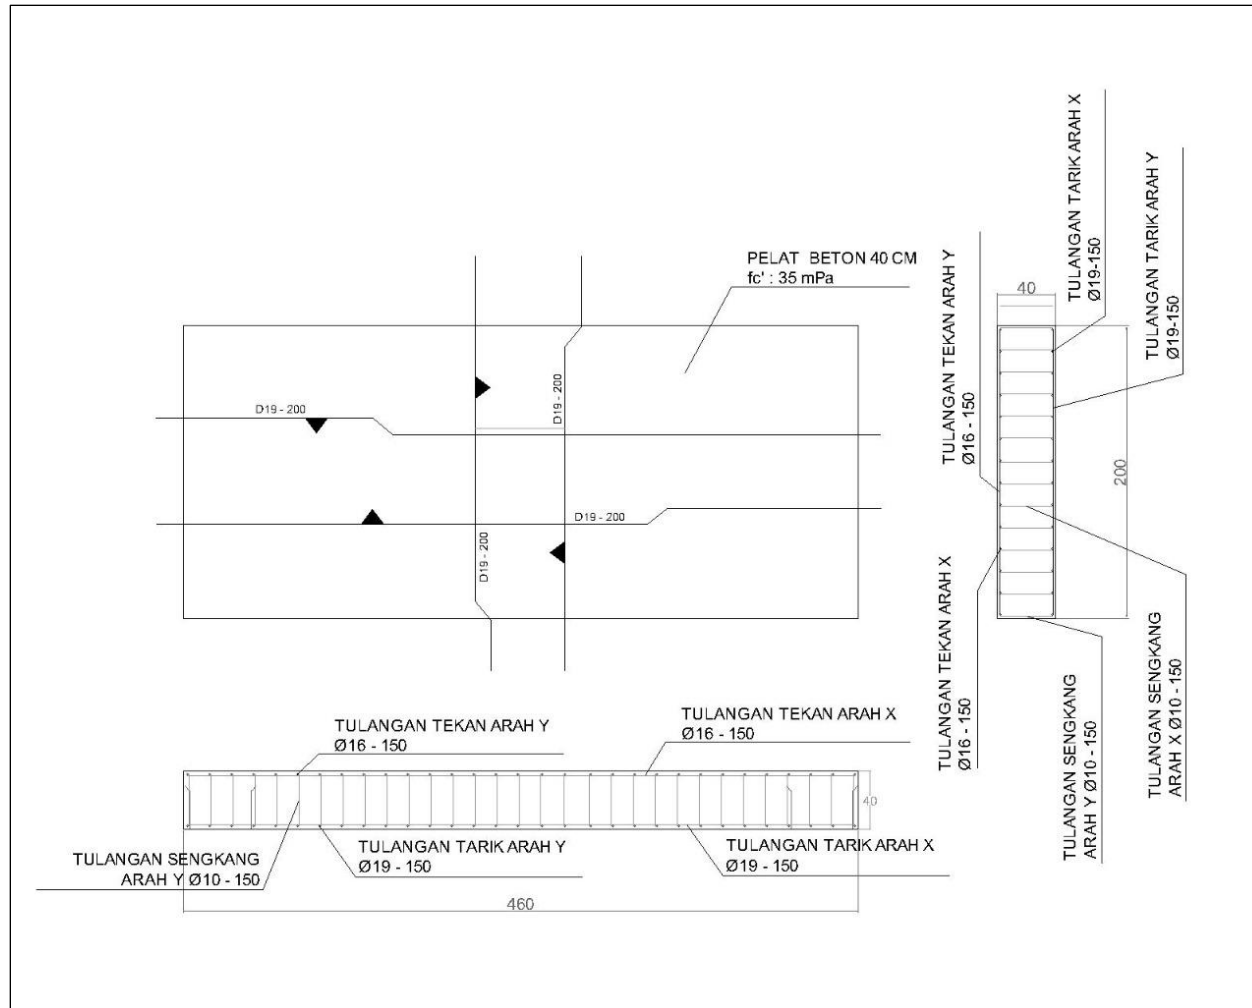 PELAT BETON 40 CM
fc' : 35 mPa
D19 - 200
D19 - 200
D19 - 200
D19 - 200
TULANGAN TEKAN ARAH Y
Ø16 - 150
TULANGAN TEKAN ARAH X
Ø16 - 150
40
TULANGAN SENGKANG
ARAH Y Ø10 - 150
TULANGAN TARIK ARAH Y
Ø19 - 150
TULANGAN TARIK ARAH X
Ø19 - 150
460
TULANGAN TEKAN ARAH Y
Ø16 - 150
40
TULANGAN TARIK ARAH X
Ø19-150
TULANGAN TARIK ARAH Y
Ø19-150
200
TULANGAN TEKAN ARAH X
Ø16 - 150
TULANGAN SENGKANG
ARAH Y Ø10 - 150
TULANGAN SENGKANG
ARAH X Ø10 - 150